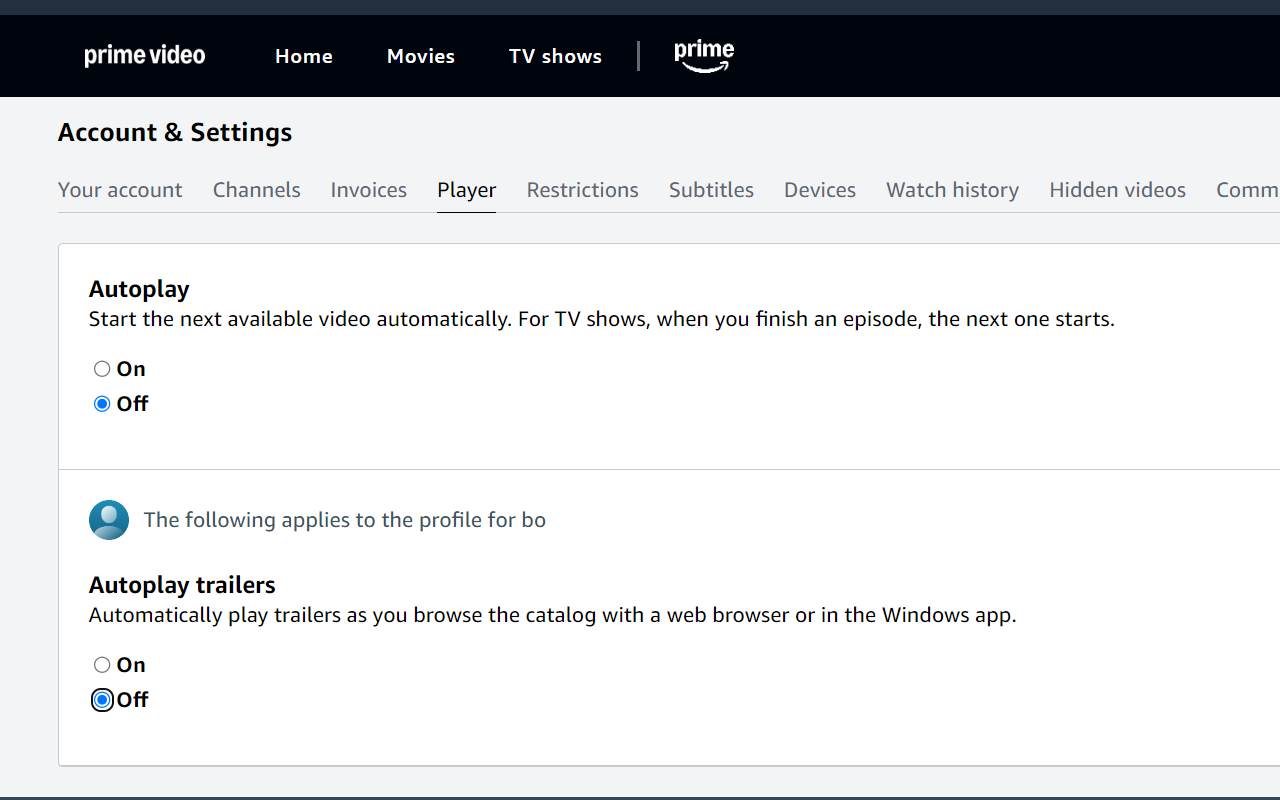 prime video Home Movies TV shows prime
Account & Settings
Your account Channels Invoices Player Restrictions Subtitles Devices Watch history Hidden videos Comm
Autoplay
Start the next available video automatically. For TV shows, when you finish an episode, the next one starts.
On
Off
The following applies to the profile for bo
Autoplay trailers
Automatically play trailers as you browse the catalog with a web browser or in the Windows app.
On
Off